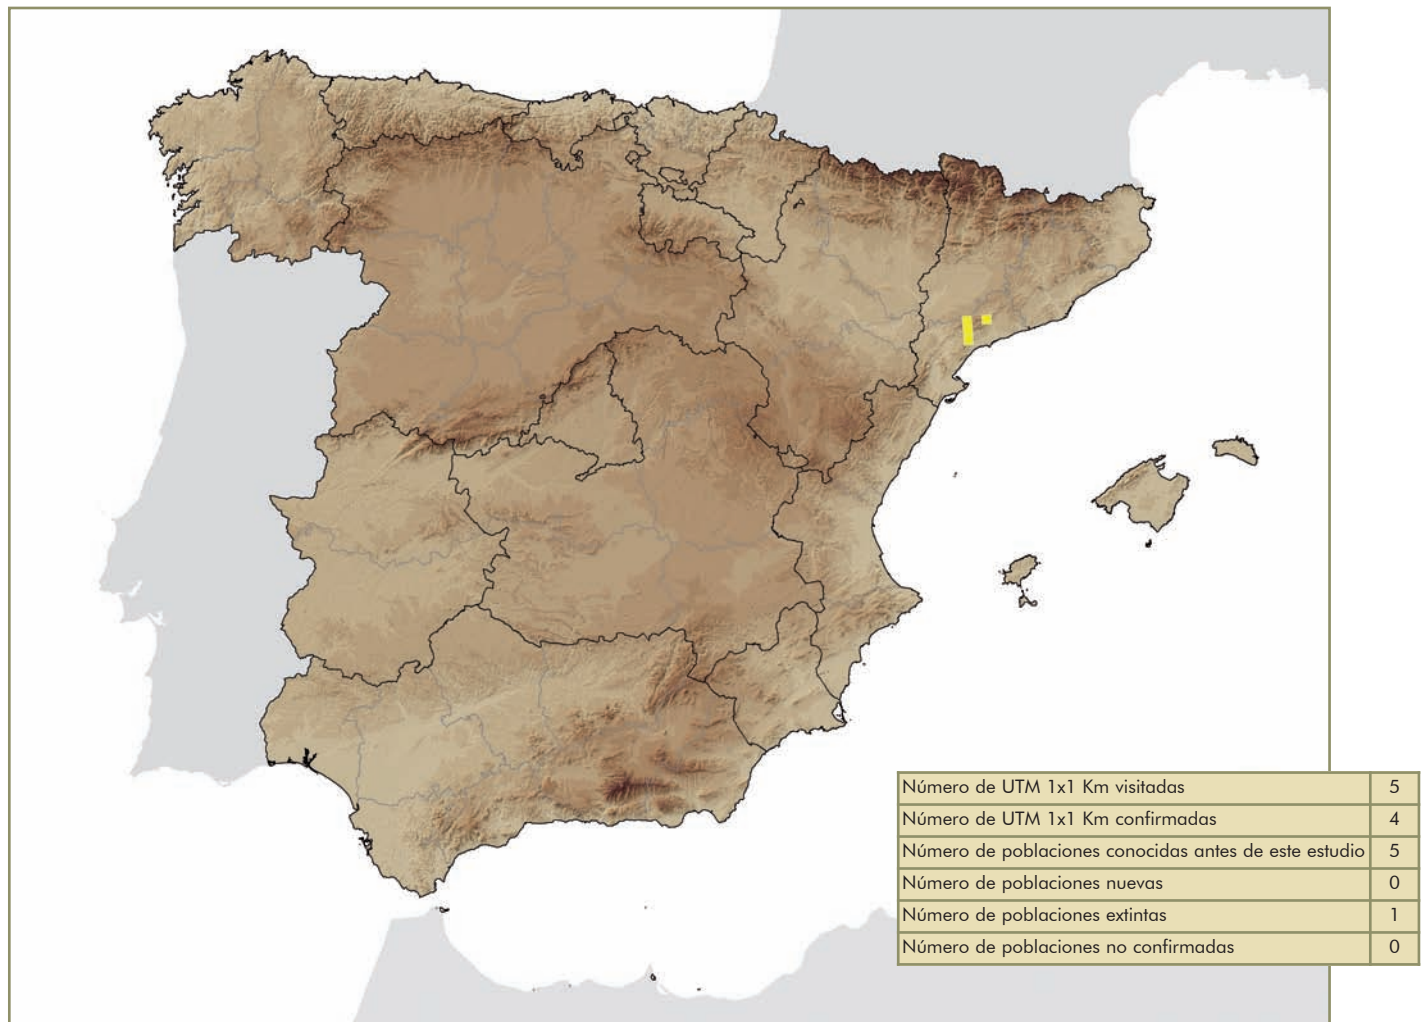 Número de UTM 1x1 Km visitadas 5
Número de UTM 1x1 Km confirmadas 4
Número de poblaciones conocidas antes de este estudio 5
Número de poblaciones nuevas 0
Número de poblaciones extintas 1
Número de poblaciones no confirmadas 0